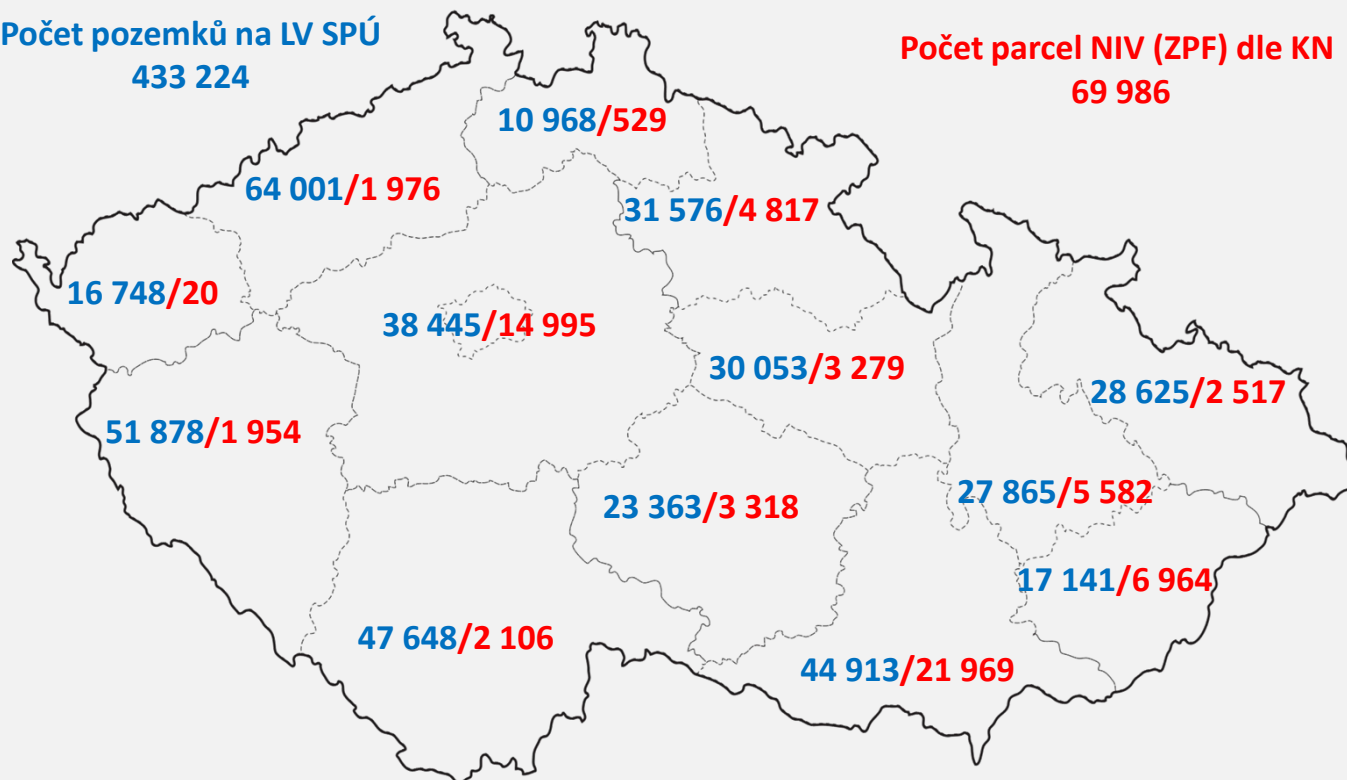 Počet pozemků na LV SPÚ
433 224
Počet parcel NIV (ZPF) dle KN
69 986
10 968/529
64 001/1 976
31 576/4 817
16 748/20
38 445/14 995
30 053/3 279
28 625/2 517
51 878/1 954
23 363/3 318
27 865/5 582
17 141/6 964
47 648/2 106
44 913/21 969